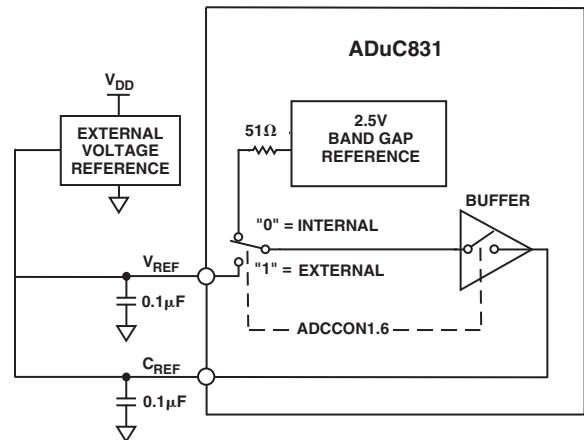 ADuC831
VDD
EXTERNAL
VOLTAGE
REFERENCE
51Ω
2.5V
BAND GAP
REFERENCE
BUFFER
"0" = INTERNAL
VREF
"1" = EXTERNAL
0.1μF
ADCCON1.6
CREF
0.1μF